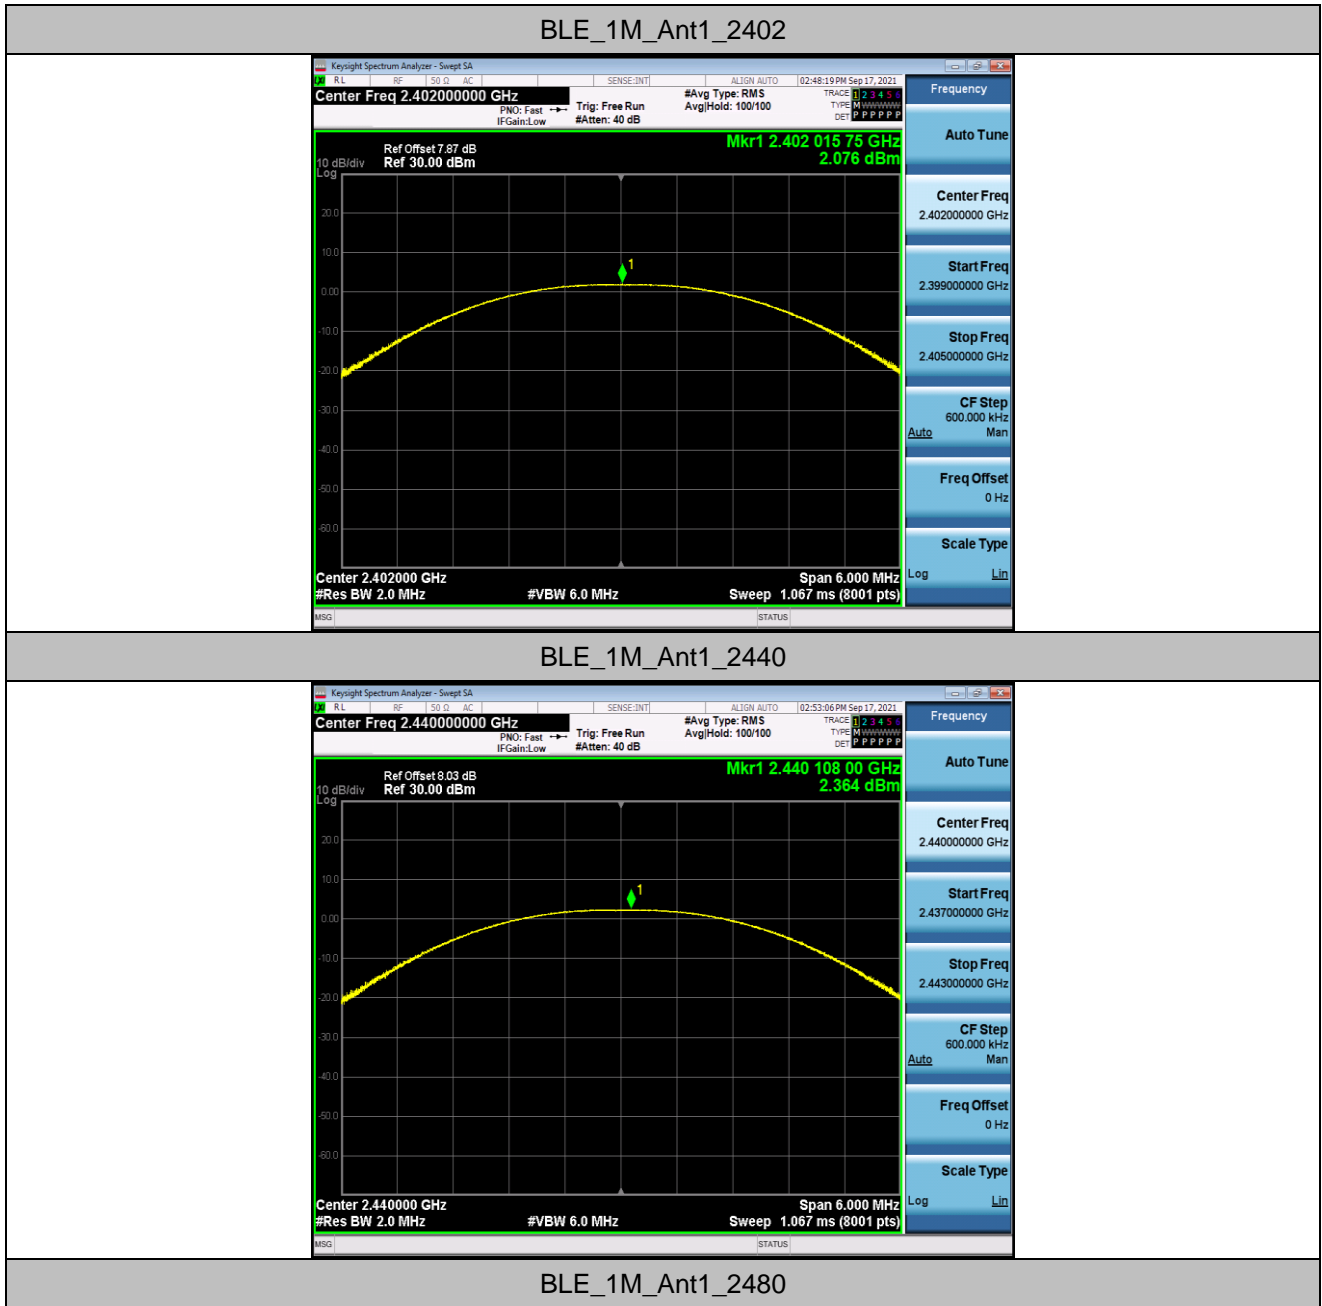 BLE_1M_Ant1_2402
Keysight Spectrum Analyzer - Swept SA
RL RF 50 Ω AC SENSE:INT ALIGN AUTO 02:48:19 PM Sep 17, 2021
Center Freq 2.402000000 GHz
PNO: Fast
IFGain:Low
Trig: Free Run
#Atten: 40 dB
#Avg Type: RMS
Avg|Hold: 100/100
TRACE 1 2 3 4 5 6
TYPE M WWWWW
DET P P P P P P
Frequency
Auto Tune
Mkr1 2.402 015 75 GHz
2.076 dBm
Ref Offset 7.87 dB
10 dB/div Ref 30.00 dBm
Log
20.0
10.0
0.00
-10.0
-20.0
-30.0
-40.0
-50.0
-60.0
1
Center Freq
2.402000000 GHz
Start Freq
2.399000000 GHz
Stop Freq
2.405000000 GHz
CF Step
600.000 kHz
Auto Man
Freq Offset
0 Hz
Scale Type
Log Lin
Center 2.402000 GHz Span 6.000 MHz
#Res BW 2.0 MHz #VBW 6.0 MHz Sweep 1.067 ms (8001 pts)
MSG STATUS
BLE_1M_Ant1_2440
Keysight Spectrum Analyzer - Swept SA
RL RF 50 Ω AC SENSE:INT ALIGN AUTO 02:53:06 PM Sep 17, 2021
Center Freq 2.440000000 GHz
PNO: Fast
IFGain:Low
Trig: Free Run
#Atten: 40 dB
#Avg Type: RMS
Avg|Hold: 100/100
TRACE 1 2 3 4 5 6
TYPE M WWWWW
DET P P P P P P
Frequency
Auto Tune
Mkr1 2.440 108 00 GHz
2.364 dBm
Ref Offset 8.03 dB
10 dB/div Ref 30.00 dBm
Log
20.0
10.0
0.00
-10.0
-20.0
-30.0
-40.0
-50.0
-60.0
1
Center Freq
2.440000000 GHz
Start Freq
2.437000000 GHz
Stop Freq
2.443000000 GHz
CF Step
600.000 kHz
Auto Man
Freq Offset
0 Hz
Scale Type
Log Lin
Center 2.440000 GHz Span 6.000 MHz
#Res BW 2.0 MHz #VBW 6.0 MHz Sweep 1.067 ms (8001 pts)
MSG STATUS
BLE_1M_Ant1_2480